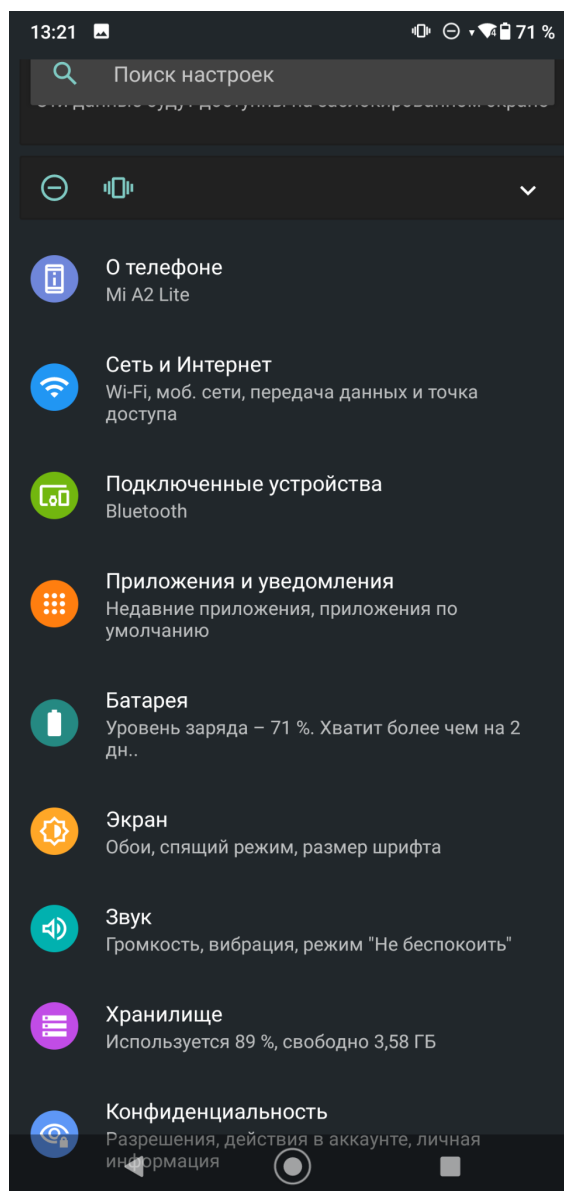 13:21
71 %
Поиск настроек
О телефоне
Mi A2 Lite
Сеть и Интернет
Wi-Fi, моб. сети, передача данных и точка
доступа
Подключенные устройства
Bluetooth
Приложения и уведомления
Недавние приложения, приложения по
умолчанию
Батарея
Уровень заряда – 71 %. Хватит более чем на 2
дн..
Экран
Обои, спящий режим, размер шрифта
Звук
Громкость, вибрация, режим "Не беспокоить"
Хранилище
Используется 89 %, свободно 3,58 ГБ
Конфиденциальность
Разрешения, действия в аккаунте, личная
информация